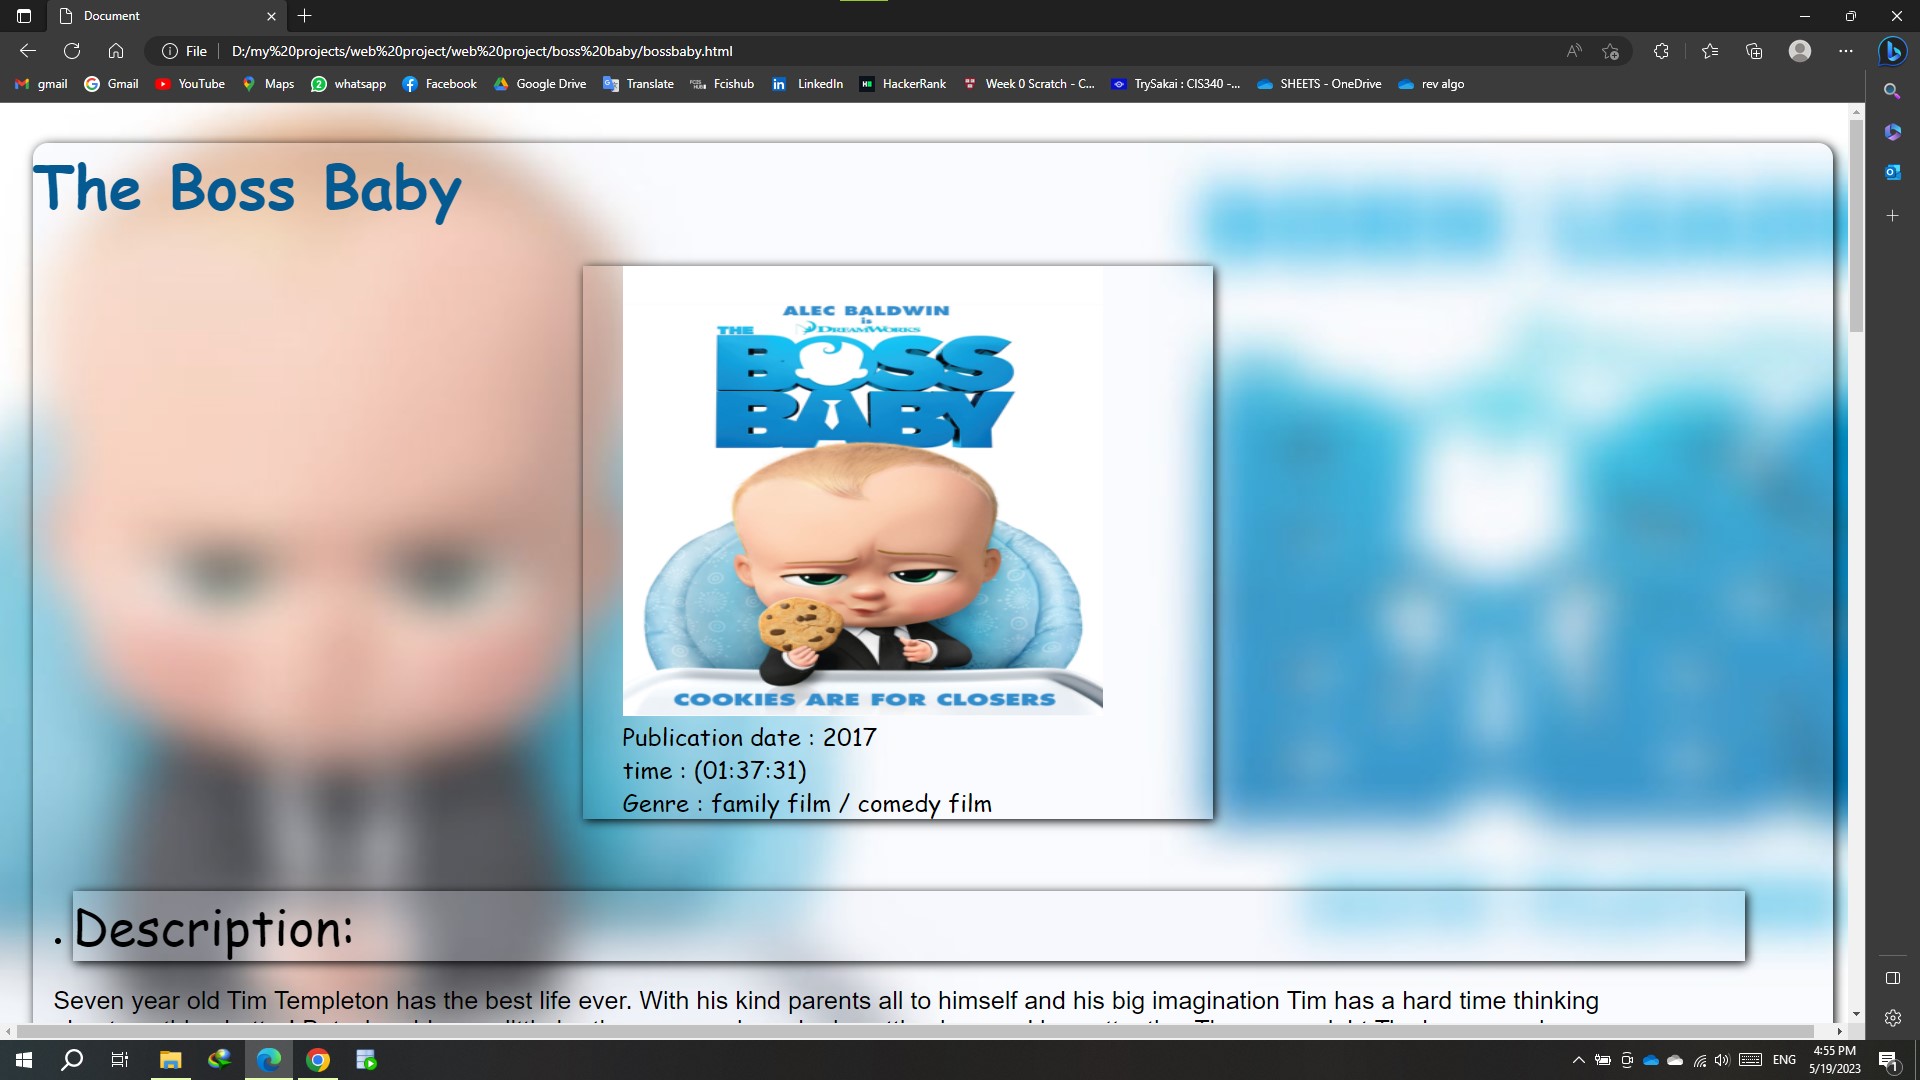 Document
File
D:/my%20projects/web%20project/web%20project/boss%20baby/bossbaby.html
gmail
Gmail
YouTube
Maps
whatsapp
Facebook
Google Drive
Translate
Fcishub
LinkedIn
HackerRank
Week 0 Scratch - C...
TrySakai : CIS340 -...
SHEETS - OneDrive
rev algo
The Boss Baby
ALEC BALDWIN
is
DREAMWORKS
THE
BOSS
BABY
COOKIES ARE FOR CLOSERS
Publication date : 2017
time : (01:37:31)
Genre : family film / comedy film
Description:
Seven year old Tim Templeton has the best life ever. With his kind parents all to himself and his big imagination Tim has a hard time thinking
ENG
4:55 PM
5/19/2023